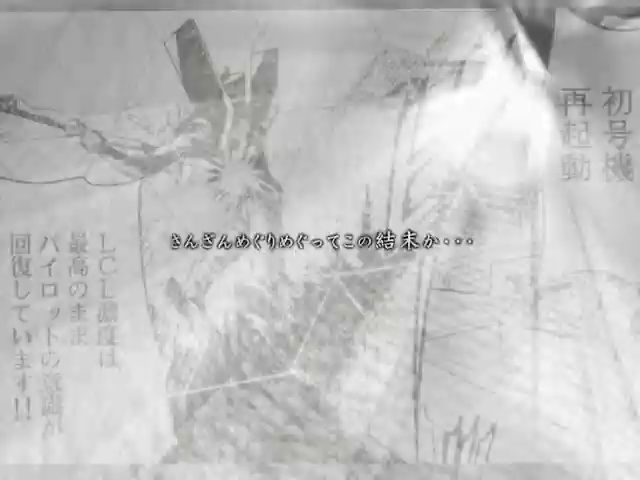 初号機
再起動
さんざんめぐりめぐってこの結末か・・・
LCL濃度は
最高のまま
パイロットの意識が
回復しています!!